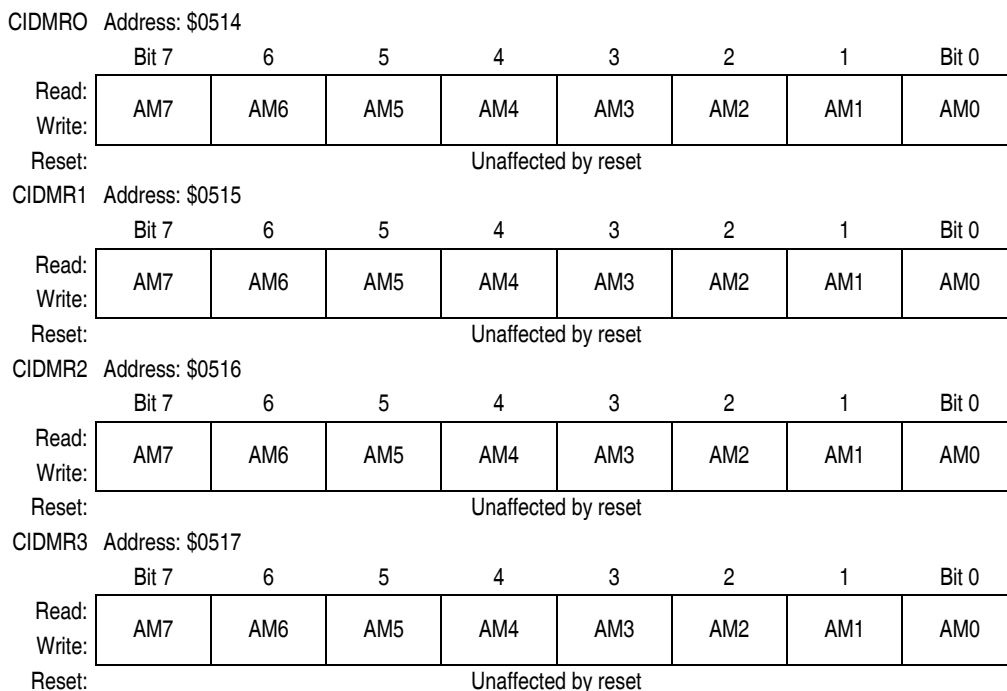 CIDMRO Address: $0514
Bit 7 6 5 4 3 2 1 Bit 0
Read:
AM7 AM6 AM5 AM4 AM3 AM2 AM1 AM0
Write:
Reset: Unaffected by reset
CIDMR1 Address: $0515
Bit 7 6 5 4 3 2 1 Bit 0
Read:
AM7 AM6 AM5 AM4 AM3 AM2 AM1 AM0
Write:
Reset: Unaffected by reset
CIDMR2 Address: $0516
Bit 7 6 5 4 3 2 1 Bit 0
Read:
AM7 AM6 AM5 AM4 AM3 AM2 AM1 AM0
Write:
Reset: Unaffected by reset
CIDMR3 Address: $0517
Bit 7 6 5 4 3 2 1 Bit 0
Read:
AM7 AM6 AM5 AM4 AM3 AM2 AM1 AM0
Write:
Reset: Unaffected by reset